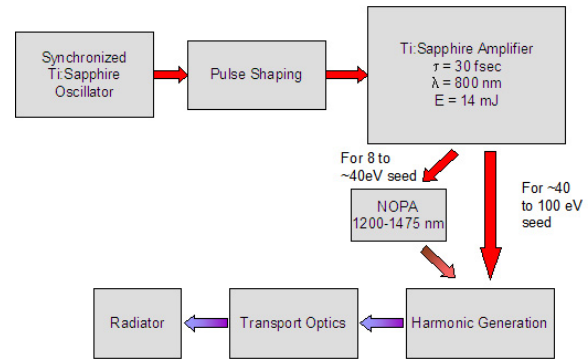 Synchronized
Ti:Sapphire
Oscillator
Pulse Shaping
Ti:Sapphire Amplifier
τ = 30 fsec
λ = 800 nm
E = 14 mJ
For 8 to
~40eV seed
For ~40
to 100 eV
seed
NOPA
1200-1475 nm
Radiator
Transport Optics
Harmonic Generation